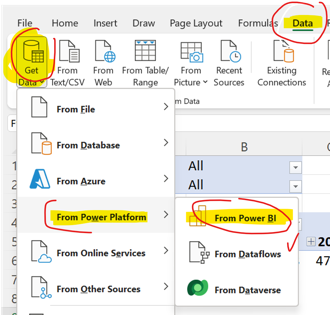 File Home Insert Draw Page Layout Formulas Data
Get Data
From Text/CSV
From Web
From Table/ Range
From Picture
Recent Sources
Existing Connections
From File
From Database
From Azure
From Power Platform
From Online Services
From Other Sources
From Power BI
From Dataflows
From Dataverse
B
All
All
20
47
1
2
3
4
5
6
7
8